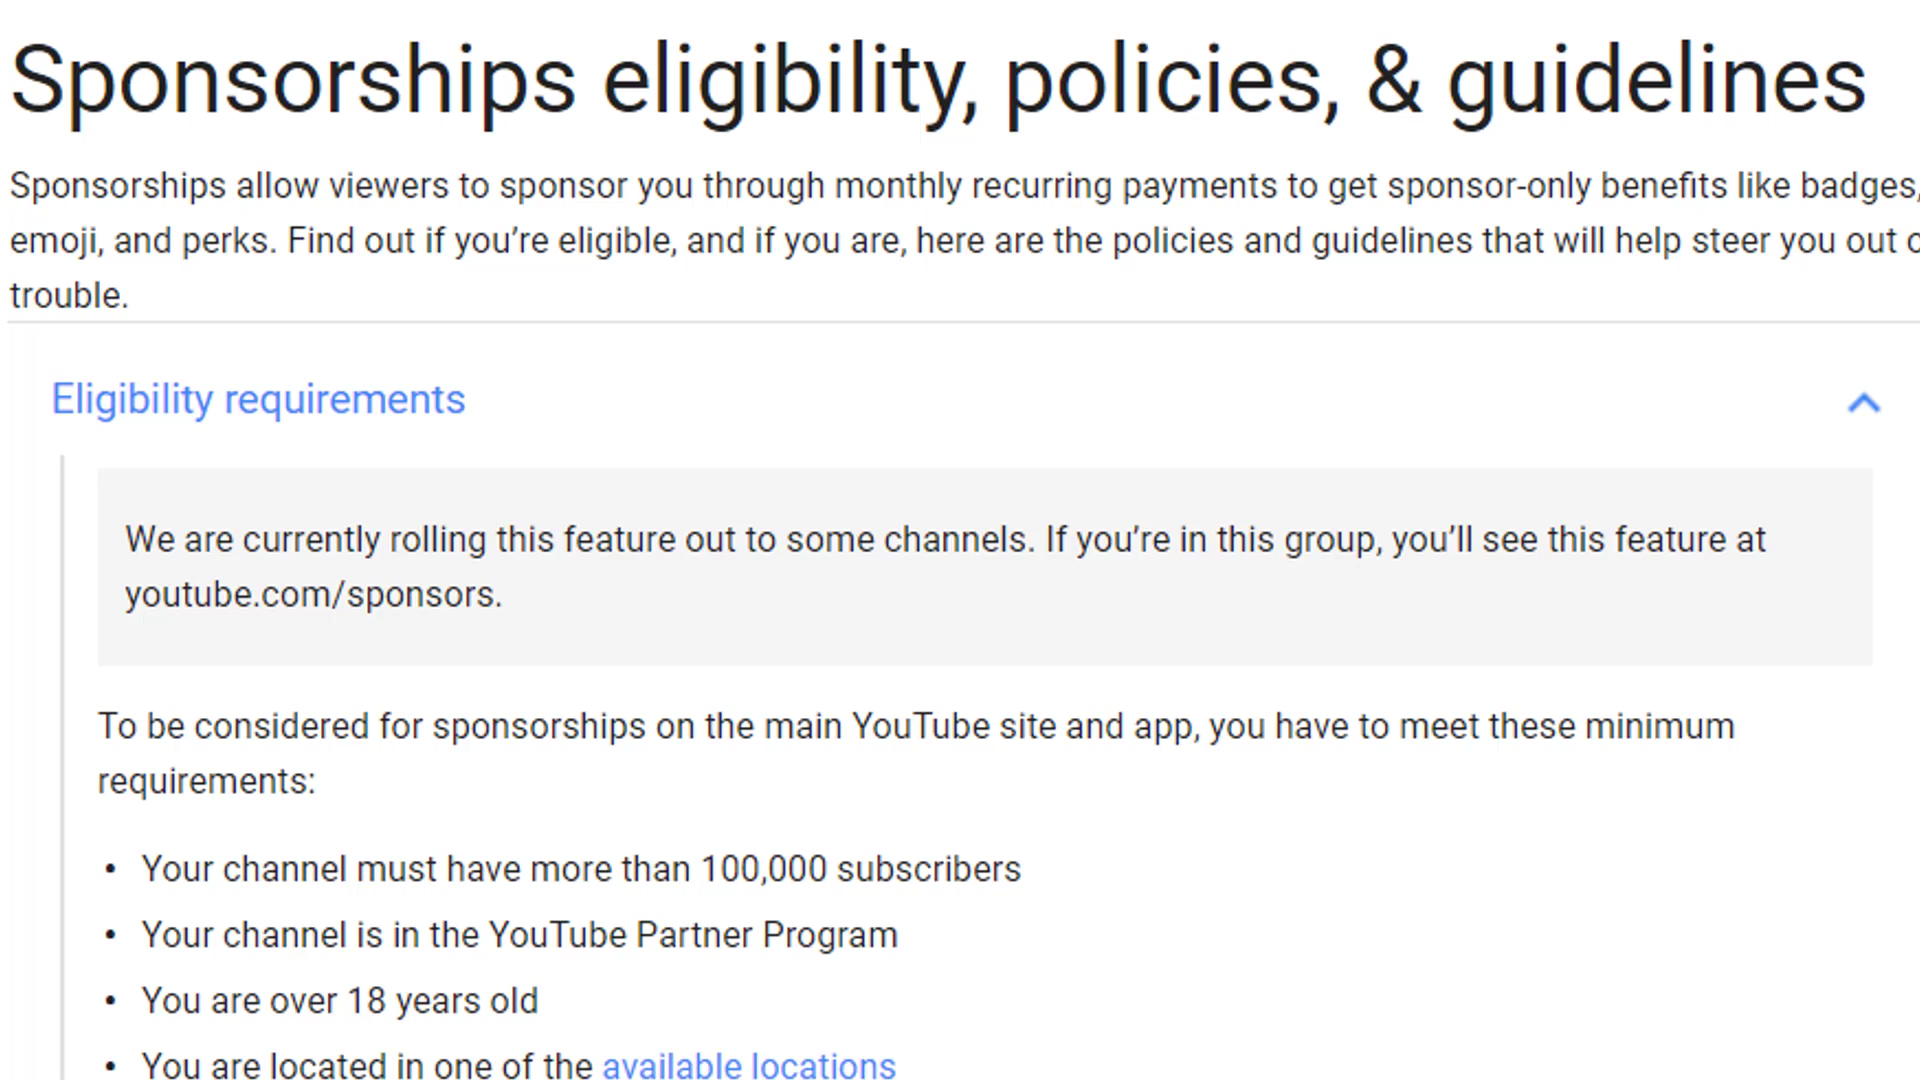 Sponsorships eligibility, policies, & guidelines
Sponsorships allow viewers to sponsor you through monthly recurring payments to get sponsor-only benefits like badges,
emoji, and perks. Find out if you’re eligible, and if you are, here are the policies and guidelines that will help steer you out
trouble.
Eligibility requirements
We are currently rolling this feature out to some channels. If you’re in this group, you’ll see this feature at
youtube.com/sponsors.
To be considered for sponsorships on the main YouTube site and app, you have to meet these minimum
requirements:
• Your channel must have more than 100,000 subscribers
• Your channel is in the YouTube Partner Program
• You are over 18 years old
• You are located in one of the available locations